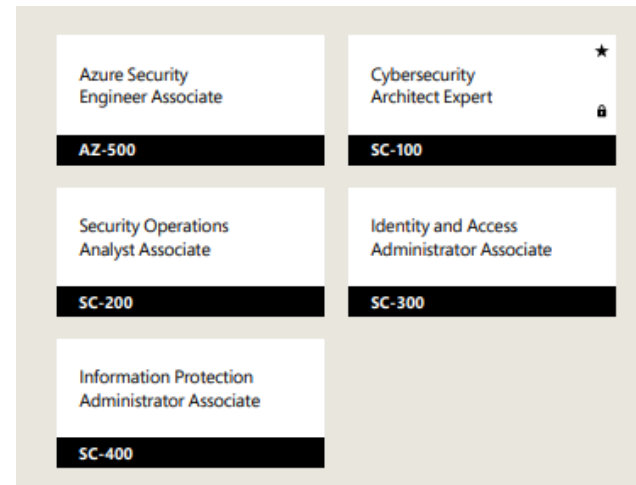 Azure Security
Engineer Associate
AZ-500
Cybersecurity
Architect Expert
SC-100
Security Operations
Analyst Associate
SC-200
Identity and Access
Administrator Associate
SC-300
Information Protection
Administrator Associate
SC-400